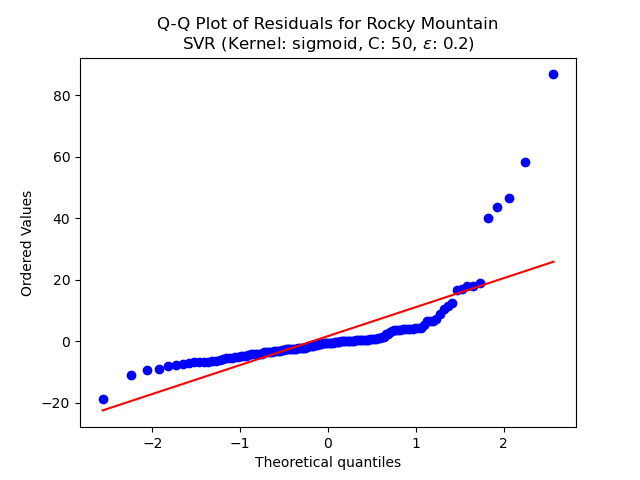 Q-Q Plot of Residuals for Rocky Mountain
SVR (Kernel: sigmoid, C: 50, ε: 0.2)
Ordered Values
80
60
40
20
0
−20
−2
−1
0
1
2
Theoretical quantiles